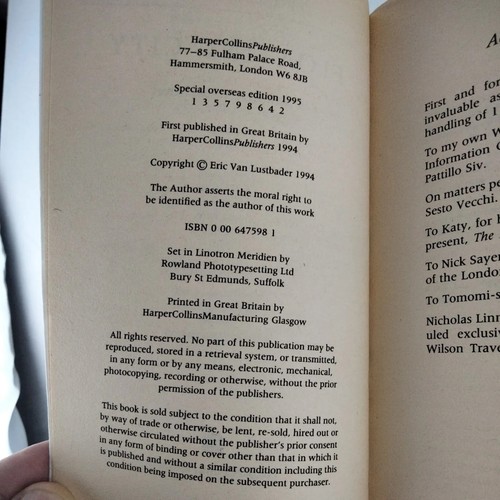 HarperCollinsPublishers
77–85 Fulham Palace Road,
Hammersmith, London W6 8JB
Special overseas edition 1995
1 3 5 7 9 8 6 4 2
First published in Great Britain by
HarperCollinsPublishers 1994
Copyright © Eric Van Lustbader 1994
The Author asserts the moral right to
be identified as the author of this work
ISBN 0 00 647598 1
Set in Linotron Meridien by
Rowland Phototypesetting Ltd
Bury St Edmunds, Suffolk
Printed in Great Britain by
HarperCollinsManufacturing Glasgow
All rights reserved. No part of this publication may be
reproduced, stored in a retrieval system, or transmitted,
in any form or by any means, electronic, mechanical,
photocopying, recording or otherwise, without the prior
permission of the publishers.
This book is sold subject to the condition that it shall not,
by way of trade or otherwise, be lent, re-sold, hired out or
otherwise circulated without the publisher's prior consent
in any form of binding or cover other than that in which it
is published and without a similar condition including this
condition being imposed on the subsequent purchaser.
First and for
invaluable as
handling of 1
To my own W
Information C
Pattillo Siv.
On matters pe
Sesto Vecchi.
To Katy, for h
present, The
To Nick Sayer
of the London
To Tomomi-s
Nicholas Linn
uled exclusiv
Wilson Trave